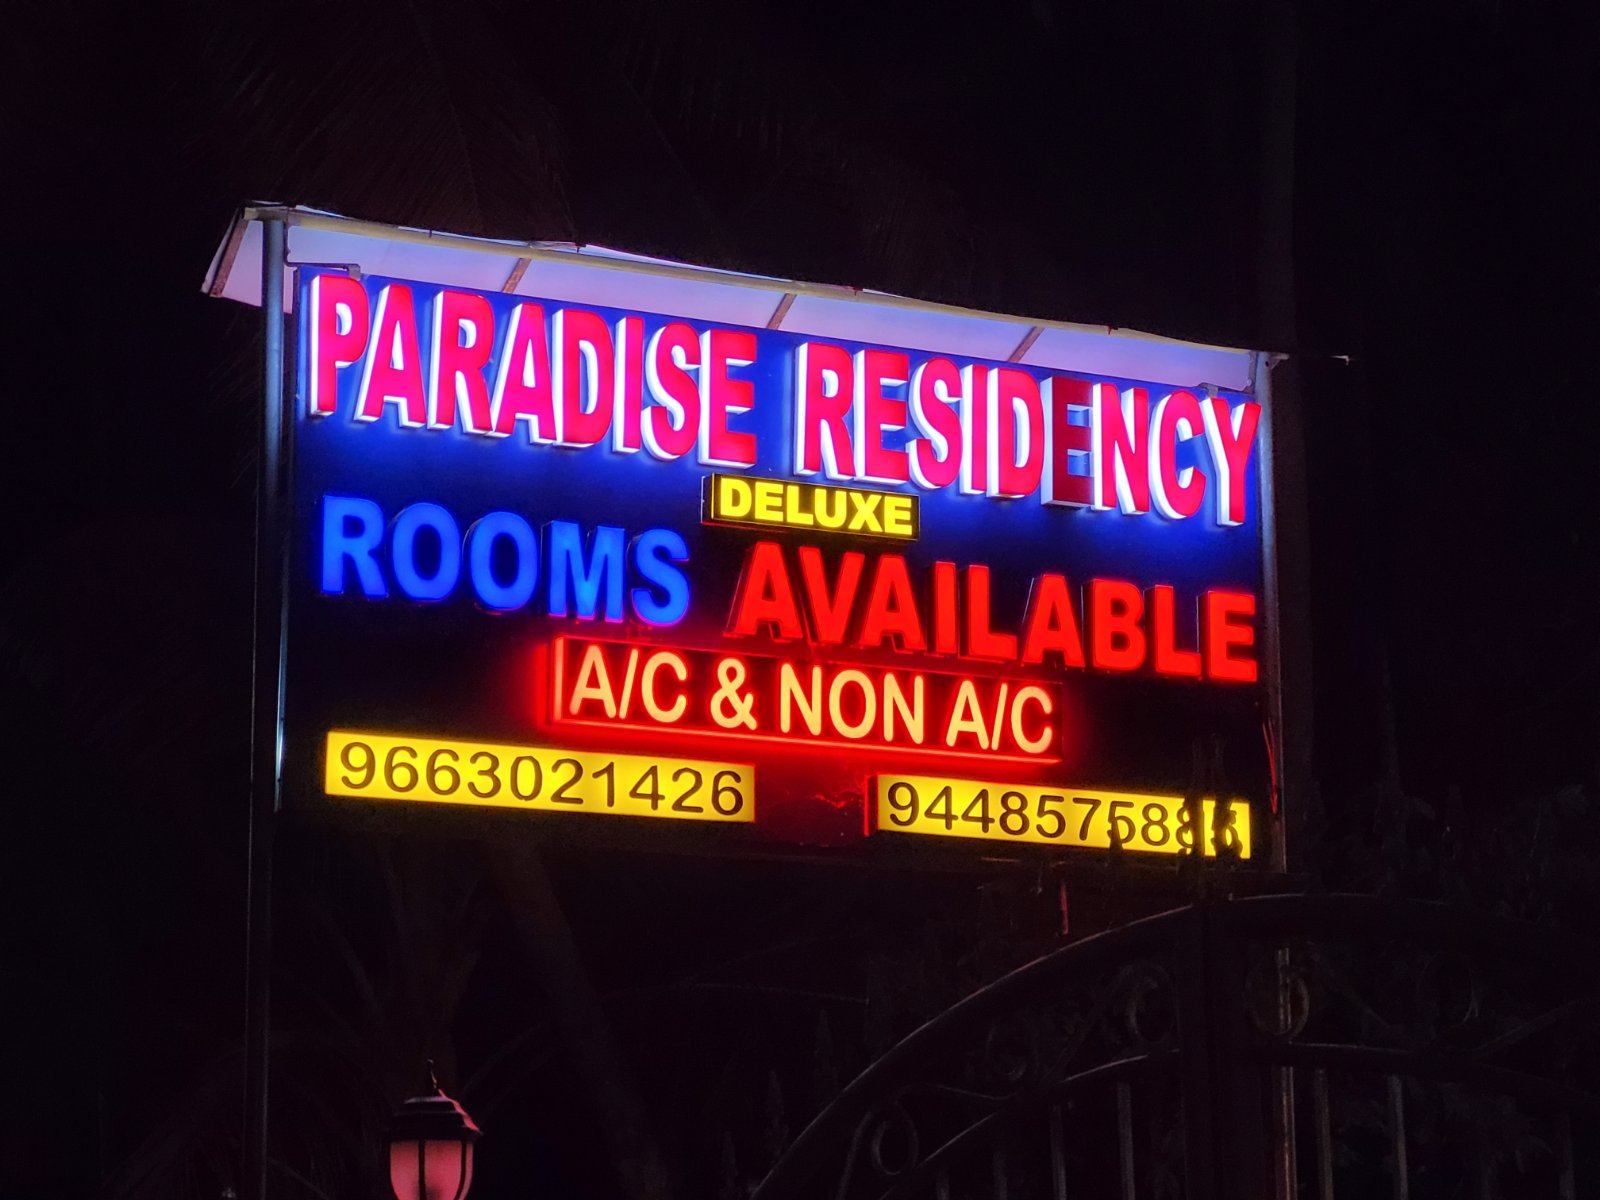 PARADISE RESIDENCY
DELUXE
ROOMS AVAILABLE
A/C & NON A/C
9663021426